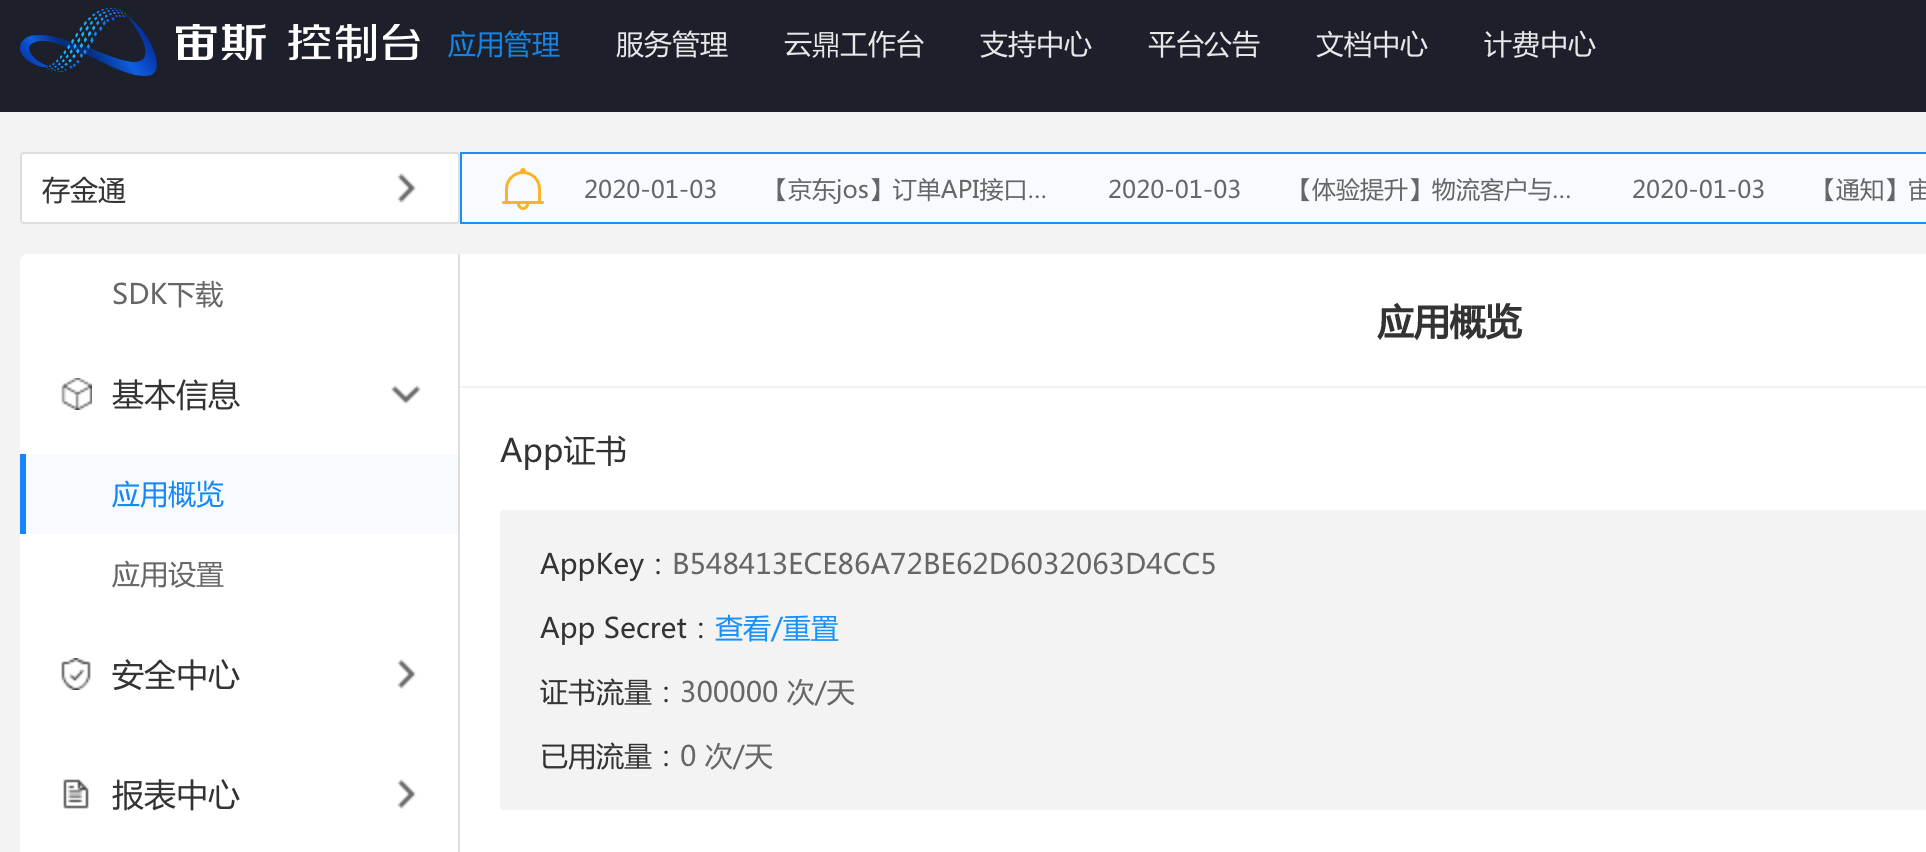 宙斯 控制台 应用管理 服务管理 云鼎工作台 支持中心 平台公告 文档中心 计费中心
存金通
2020-01-03 【京东jos】订单API接口... 2020-01-03 【体验提升】物流客户与... 2020-01-03 【通知】宙
SDK下载
基本信息
应用概览
应用设置
安全中心
报表中心
应用概览
App证书
AppKey：B548413ECE86A72BE62D6032063D4CC5
App Secret：查看/重置
证书流量：300000 次/天
已用流量：0 次/天